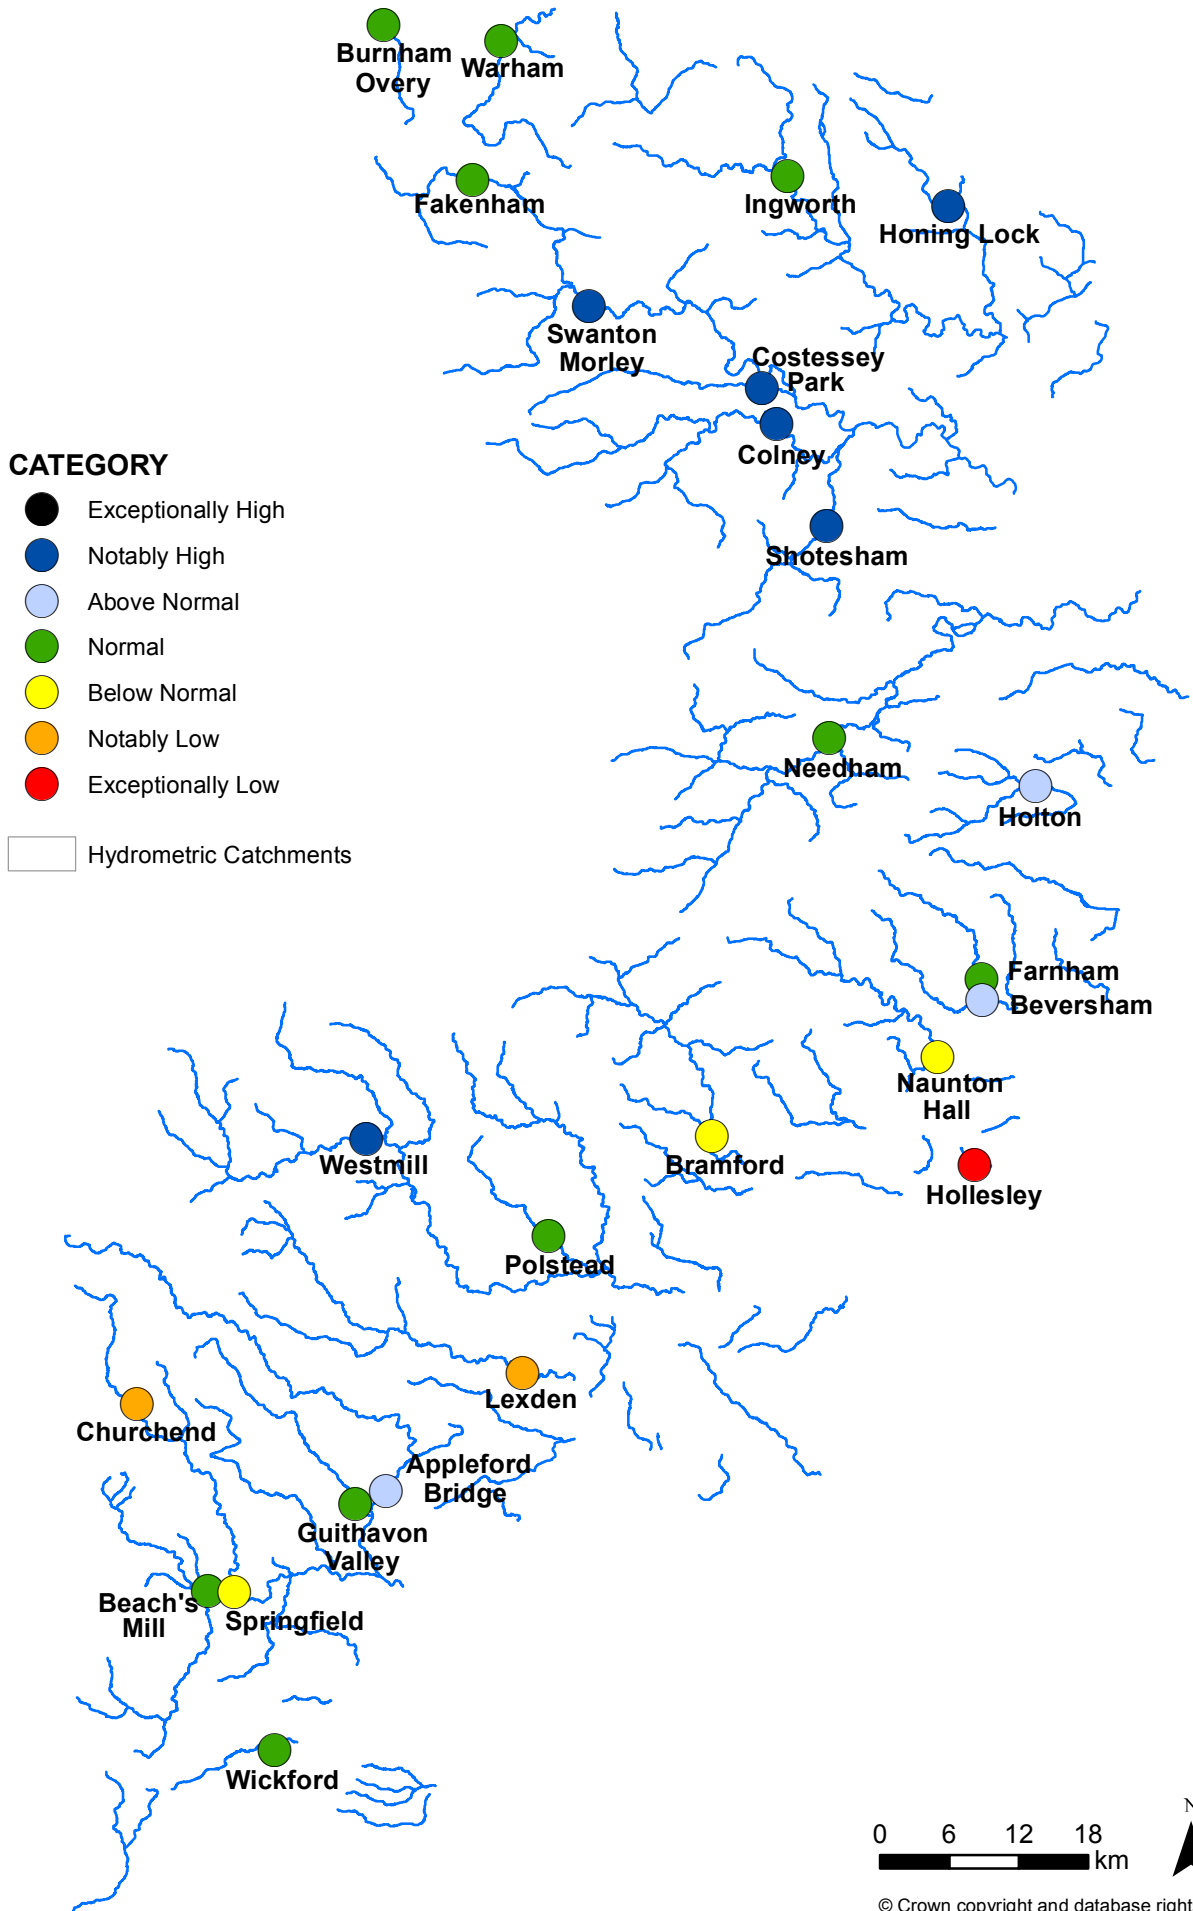 Burnham
Overy
Warham
Fakenham
Ingworth
Honing Lock
Swanton
Morley
Costessey
Park
Colney
CATEGORY
Exceptionally High
Notably High
Above Normal
Normal
Below Normal
Notably Low
Exceptionally Low
Hydrometric Catchments
Shotesham
Needham
Holton
Farnham
Beversham
Naunton
Hall
Westmill
Bramford
Hollesley
Polstead
Lexden
Churchend
Appleford
Bridge
Guithavon
Valley
Beach's
Mill
Springfield
Wickford
N
0 6 12 18
km
© Crown copyright and database right